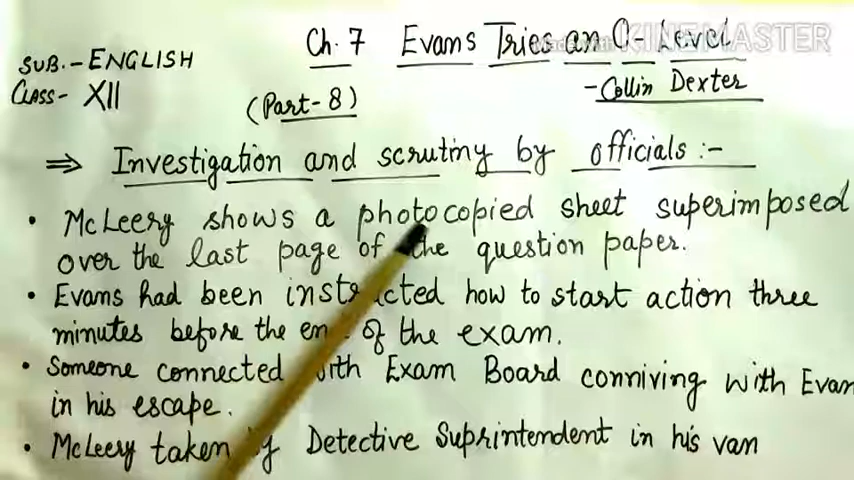 Ch. 7 Evans Tries an O-Level
SUB.- ENGLISH
CLASS- XII
- Collin Dexter
(Part-8)
⇒ Investigation and scrutiny by officials :-
• McLeery shows a photocopied sheet superimposed
over the last page of the question paper.
• Evans had been instructed how to start action three
minutes before the end of the exam.
• Someone connected with Exam Board conniving with Evan
in his escape.
• McLeery taken by Detective Suprintendent in his van
KINEMASTER